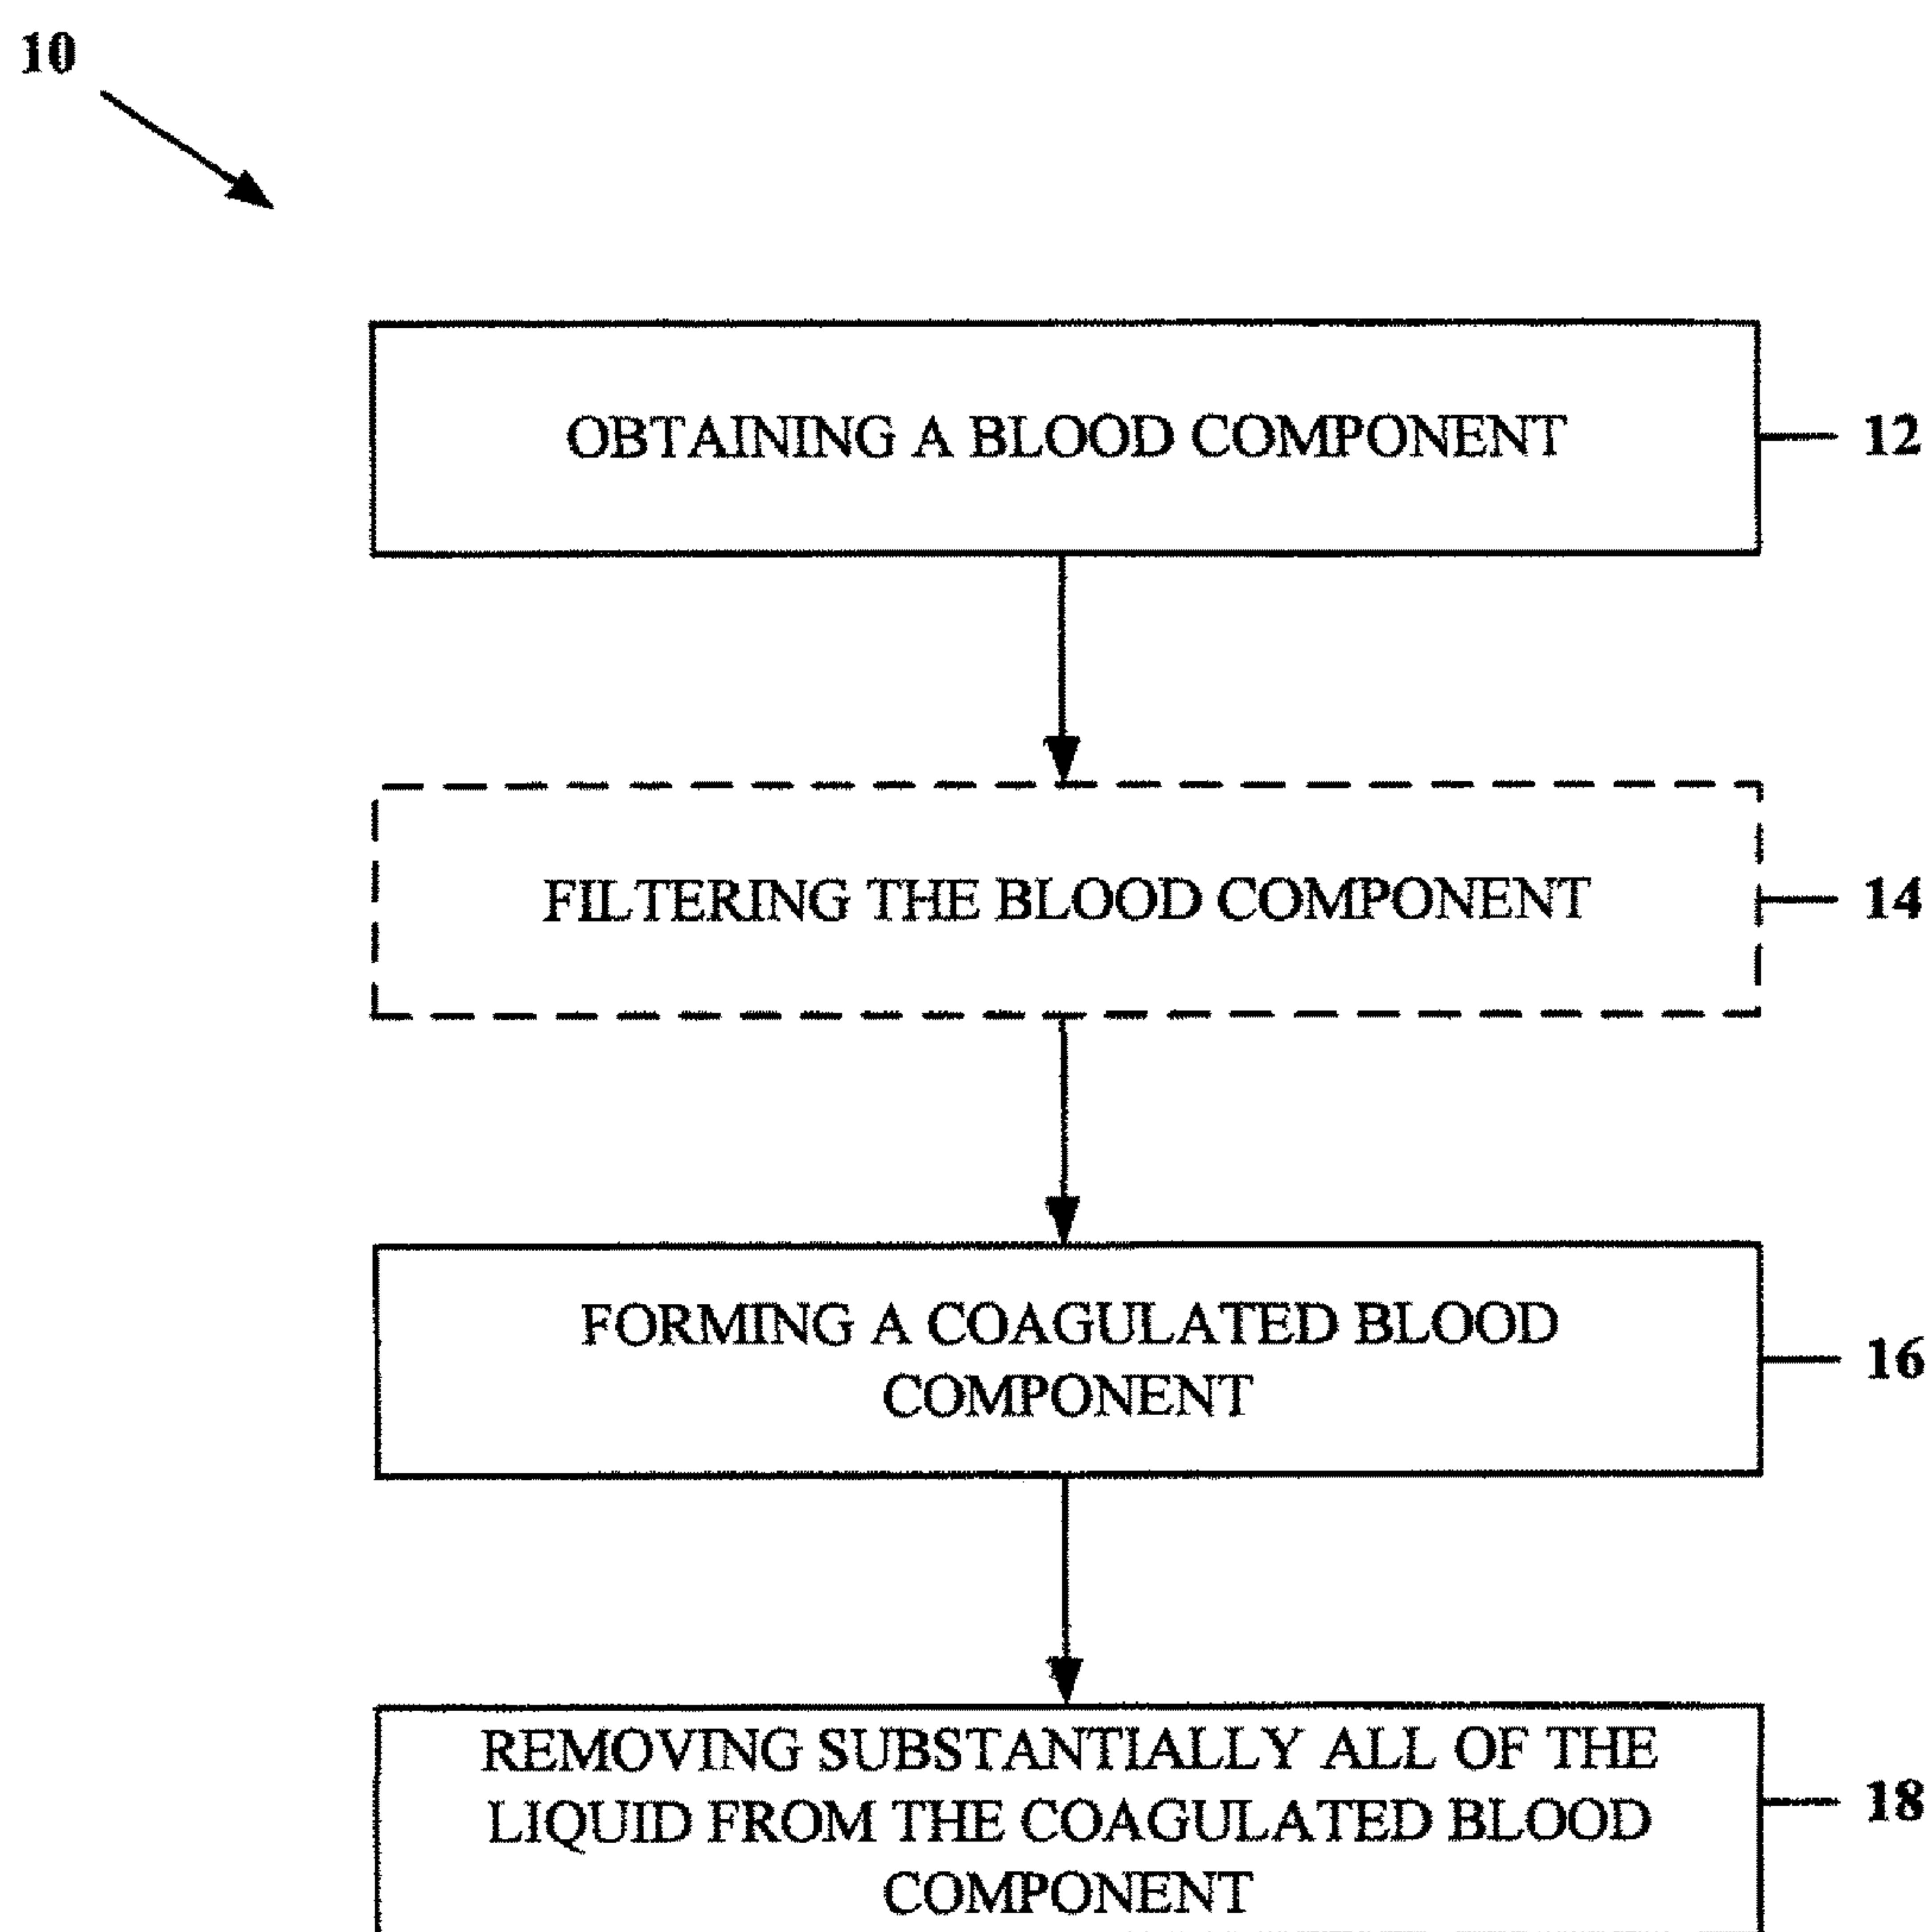 10
OBTAINING A BLOOD COMPONENT
12
FILTERING THE BLOOD COMPONENT
14
FORMING A COAGULATED BLOOD
COMPONENT
16
REMOVING SUBSTANTIALLY ALL OF THE
LIQUID FROM THE COAGULATED BLOOD
COMPONENT
18